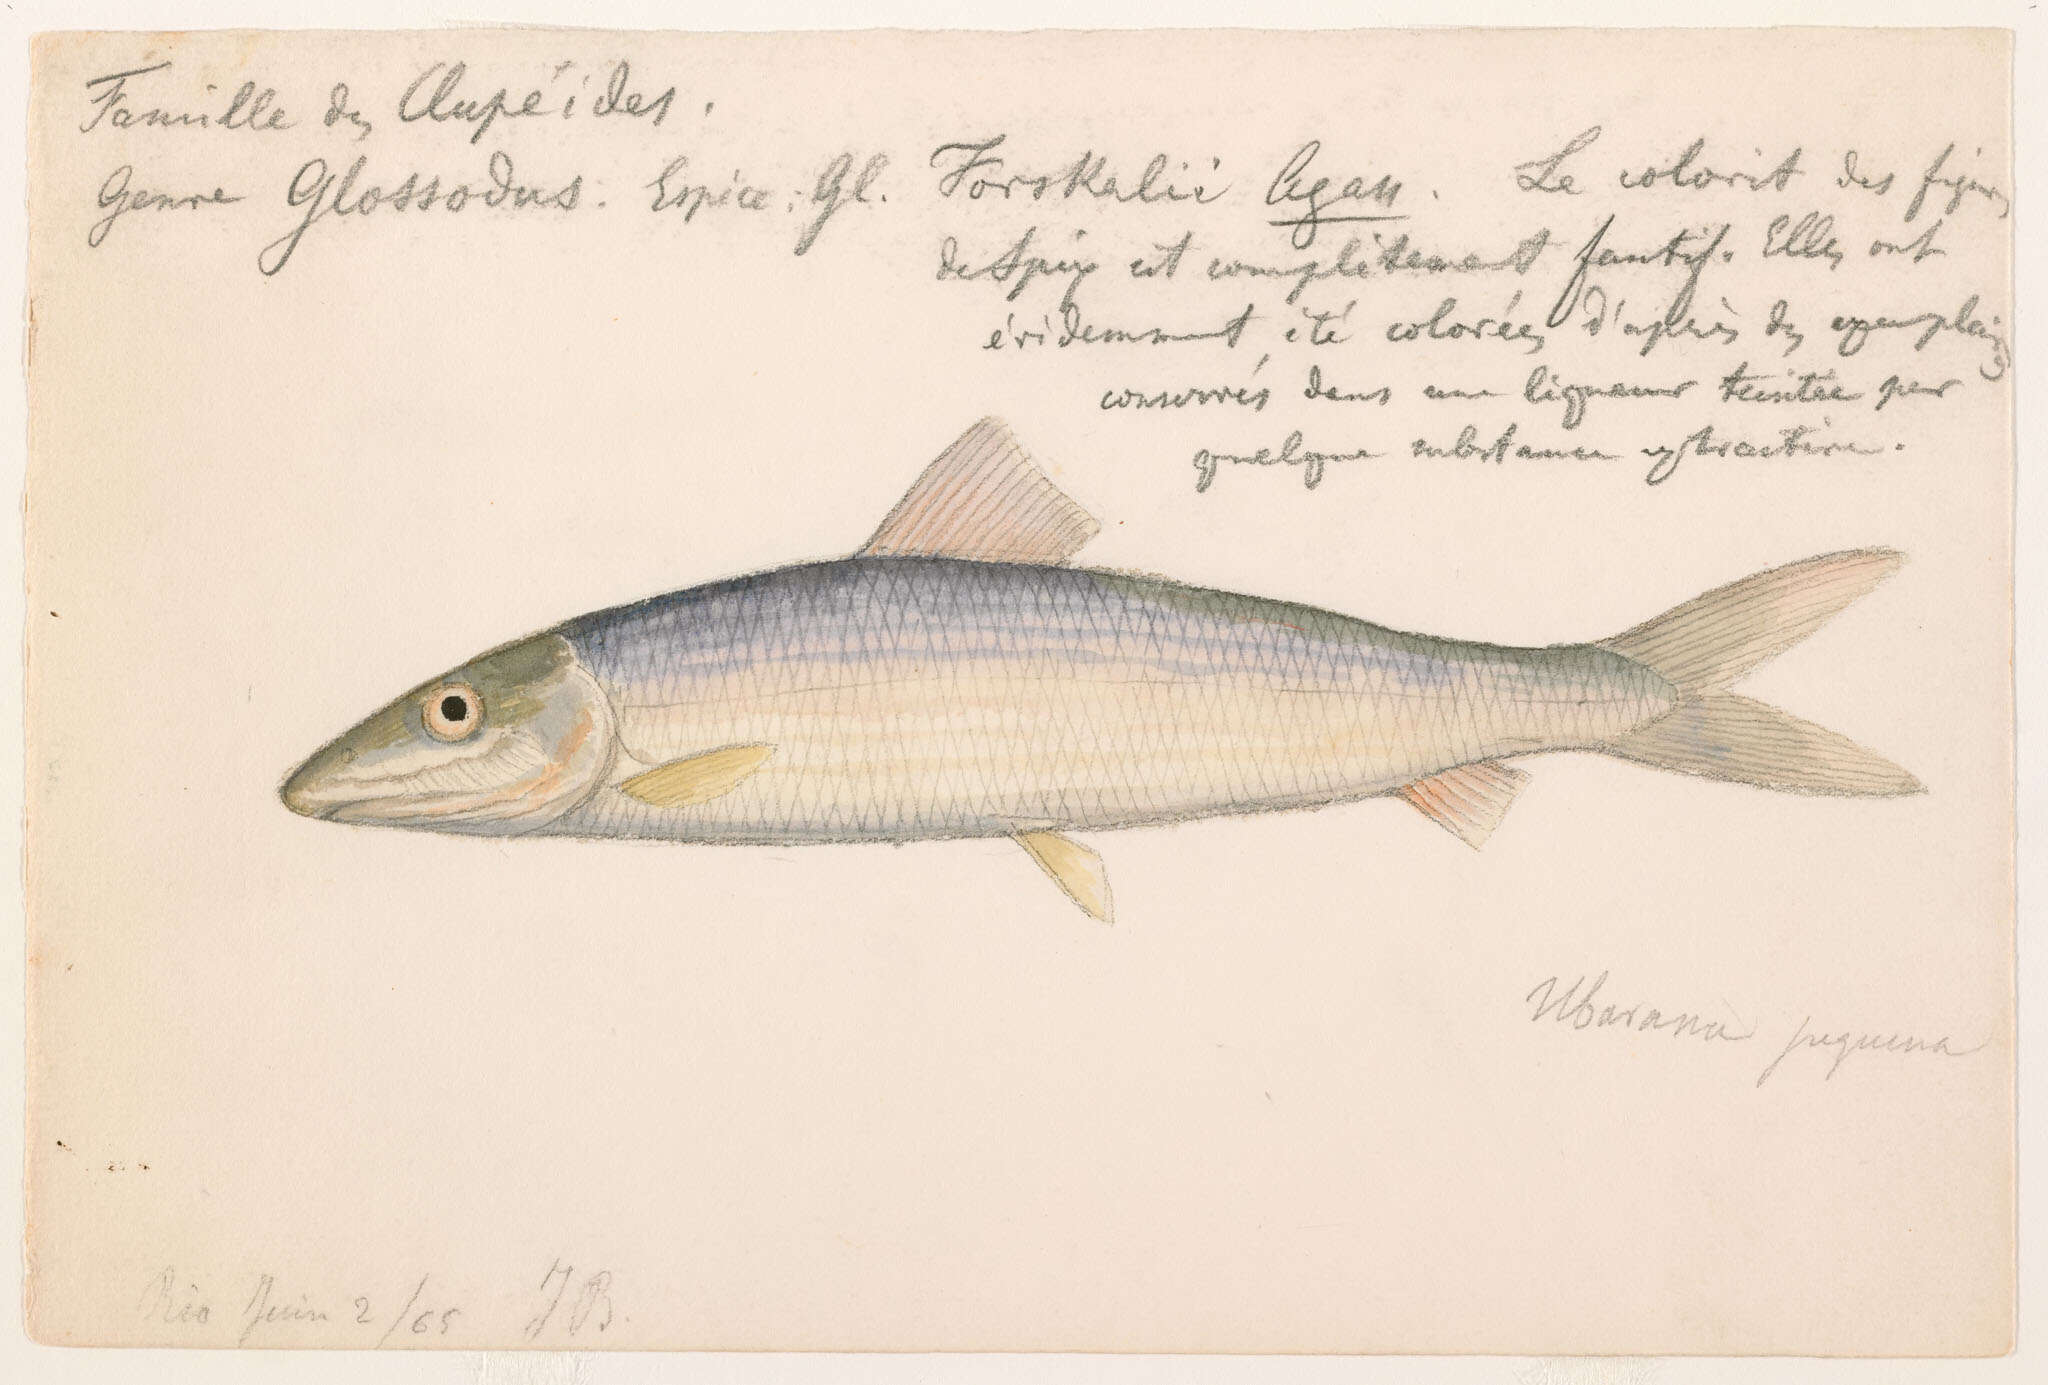 Famille des Clupéides.
Genre Glossodus. Espèce: Gl. Forskalii Agass. Le colorit des figures
de Spix est complètement fautif. Elles ont
évidemment été colorées d'après des exemplaires
conservés dans une liqueur teintée par
quelque substance extractive.
Ubarana pequena
Rio Juin 2/65 JB.